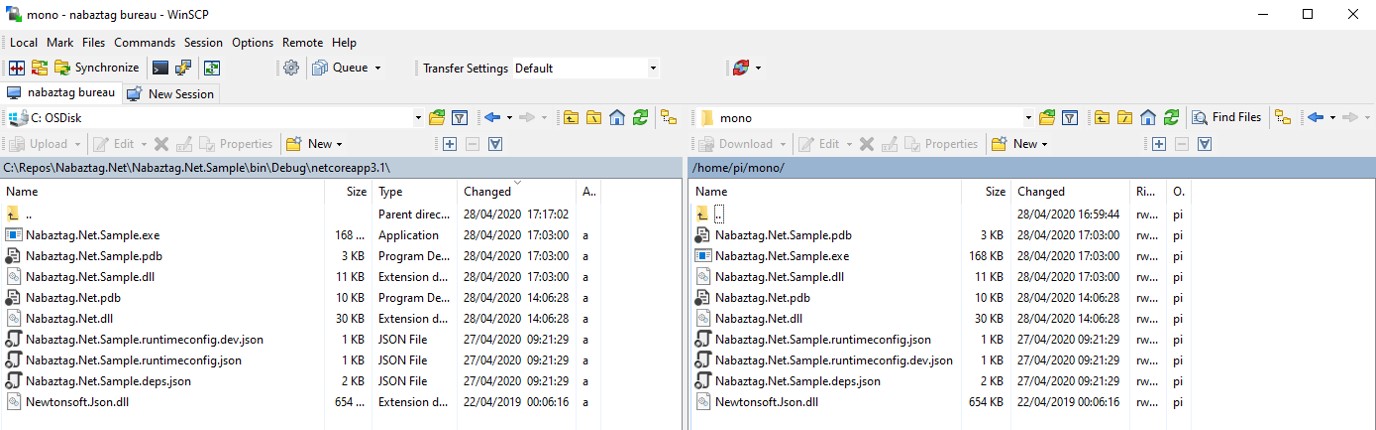 mono - nabaztag bureau - WinSCP
Local Mark Files Commands Session Options Remote Help
Synchronize Queue Transfer Settings Default
nabaztag bureau New Session
C: OSDisk mono Find Files
Upload Edit Properties New Download Edit Properties New
C:\Repos\Nabaztag.Net\Nabaztag.Net.Sample\bin\Debug\netcoreapp3.1\ /home/pi/mono/
Name Size Type Changed A.. Name Size Changed Ri... O.
.. Parent direc... 28/04/2020 17:17:02 .. 28/04/2020 16:59:44 rw... pi
Nabaztag.Net.Sample.exe 168 ... Application 28/04/2020 17:03:00 a Nabaztag.Net.Sample.pdb 3 KB 28/04/2020 17:03:00 rw... pi
Nabaztag.Net.Sample.pdb 3 KB Program De... 28/04/2020 17:03:00 a Nabaztag.Net.Sample.exe 168 KB 28/04/2020 17:03:00 rw... pi
Nabaztag.Net.Sample.dll 11 KB Extension d... 28/04/2020 17:03:00 a Nabaztag.Net.Sample.dll 11 KB 28/04/2020 17:03:00 rw... pi
Nabaztag.Net.pdb 10 KB Program De... 28/04/2020 14:06:28 a Nabaztag.Net.pdb 10 KB 28/04/2020 14:06:28 rw... pi
Nabaztag.Net.dll 30 KB Extension d... 28/04/2020 14:06:28 a Nabaztag.Net.dll 30 KB 28/04/2020 14:06:28 rw... pi
Nabaztag.Net.Sample.runtimeconfig.dev.json 1 KB JSON File 27/04/2020 09:21:29 a Nabaztag.Net.Sample.runtimeconfig.json 1 KB 27/04/2020 09:21:29 rw... pi
Nabaztag.Net.Sample.runtimeconfig.json 1 KB JSON File 27/04/2020 09:21:29 a Nabaztag.Net.Sample.runtimeconfig.dev.json 1 KB 27/04/2020 09:21:29 rw... pi
Nabaztag.Net.Sample.deps.json 2 KB JSON File 27/04/2020 09:21:29 a Nabaztag.Net.Sample.deps.json 2 KB 27/04/2020 09:21:29 rw... pi
Newtonsoft.Json.dll 654 ... Extension d... 22/04/2019 00:06:16 a Newtonsoft.Json.dll 654 KB 22/04/2019 00:06:16 rw... pi